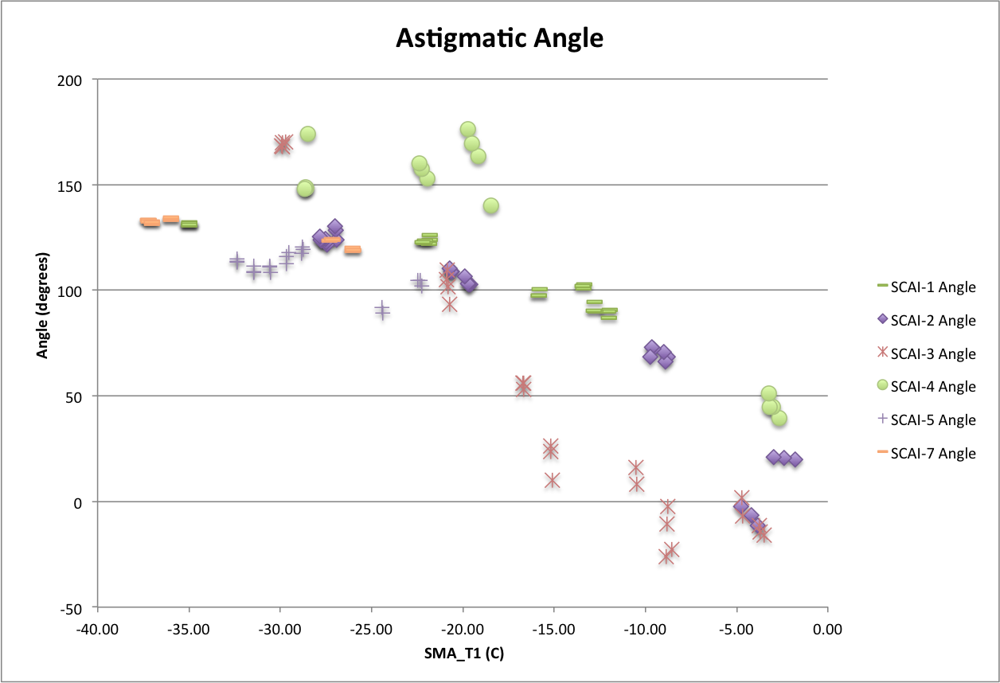 Astigmatic Angle
200
150
100
50
0
-50
Angle (degrees)
-40.00 -35.00 -30.00 -25.00 -20.00 -15.00 -10.00 -5.00 0.00
SMA_T1 (C)
SCAI-1 Angle
SCAI-2 Angle
SCAI-3 Angle
SCAI-4 Angle
SCAI-5 Angle
SCAI-7 Angle